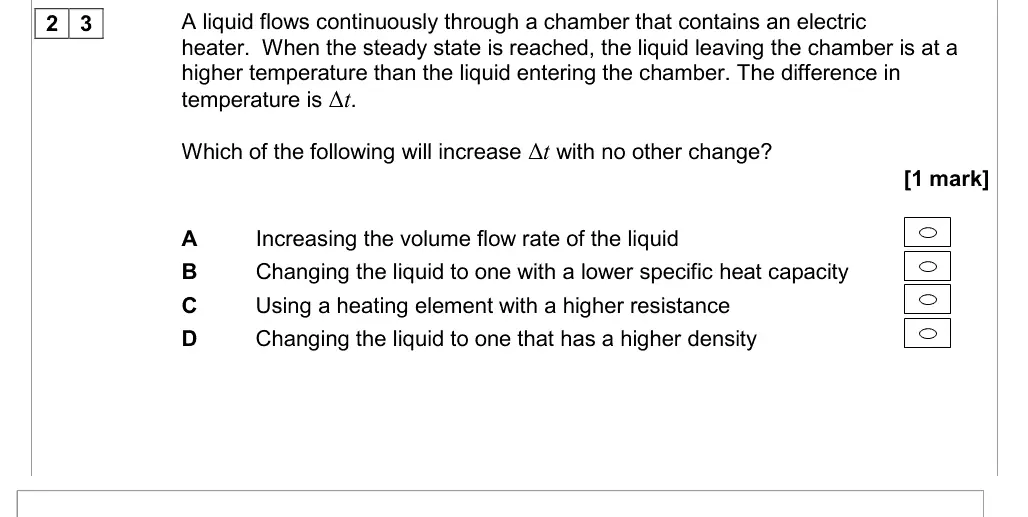 2 3
A liquid flows continuously through a chamber that contains an electric
heater. When the steady state is reached, the liquid leaving the chamber is at a
higher temperature than the liquid entering the chamber. The difference in
temperature is Δt.
Which of the following will increase Δt with no other change?
[1 mark]
A Increasing the volume flow rate of the liquid
B Changing the liquid to one with a lower specific heat capacity
C Using a heating element with a higher resistance
D Changing the liquid to one that has a higher density